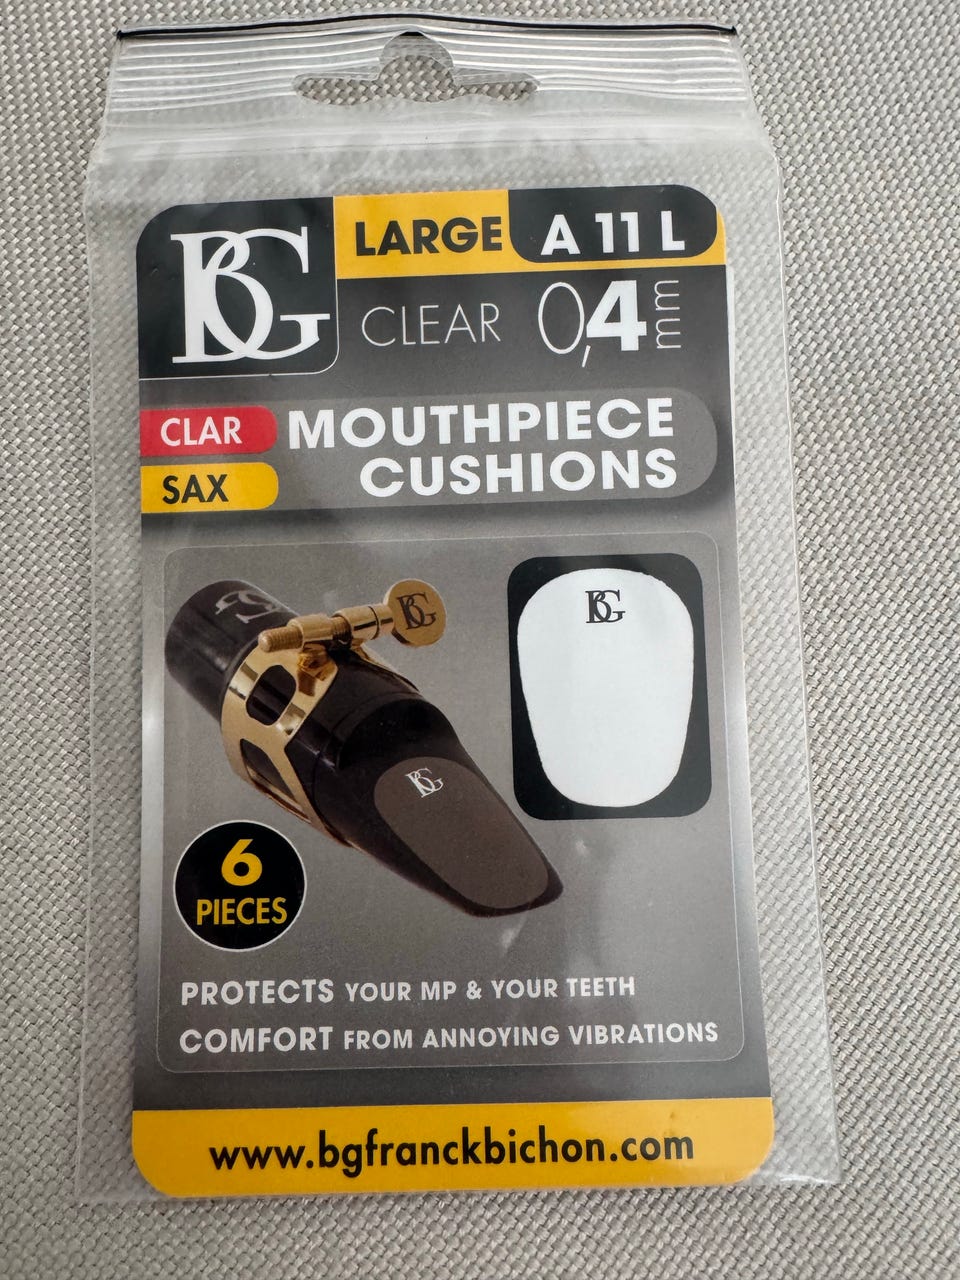 BG
LARGE
A 11 L
CLEAR 0,4 mm
CLAR
SAX
MOUTHPIECE
CUSHIONS
BG
BG
BG
BG
6
PIECES
PROTECTS YOUR MP & YOUR TEETH
COMFORT FROM ANNOYING VIBRATIONS
www.bgfranckbichon.com